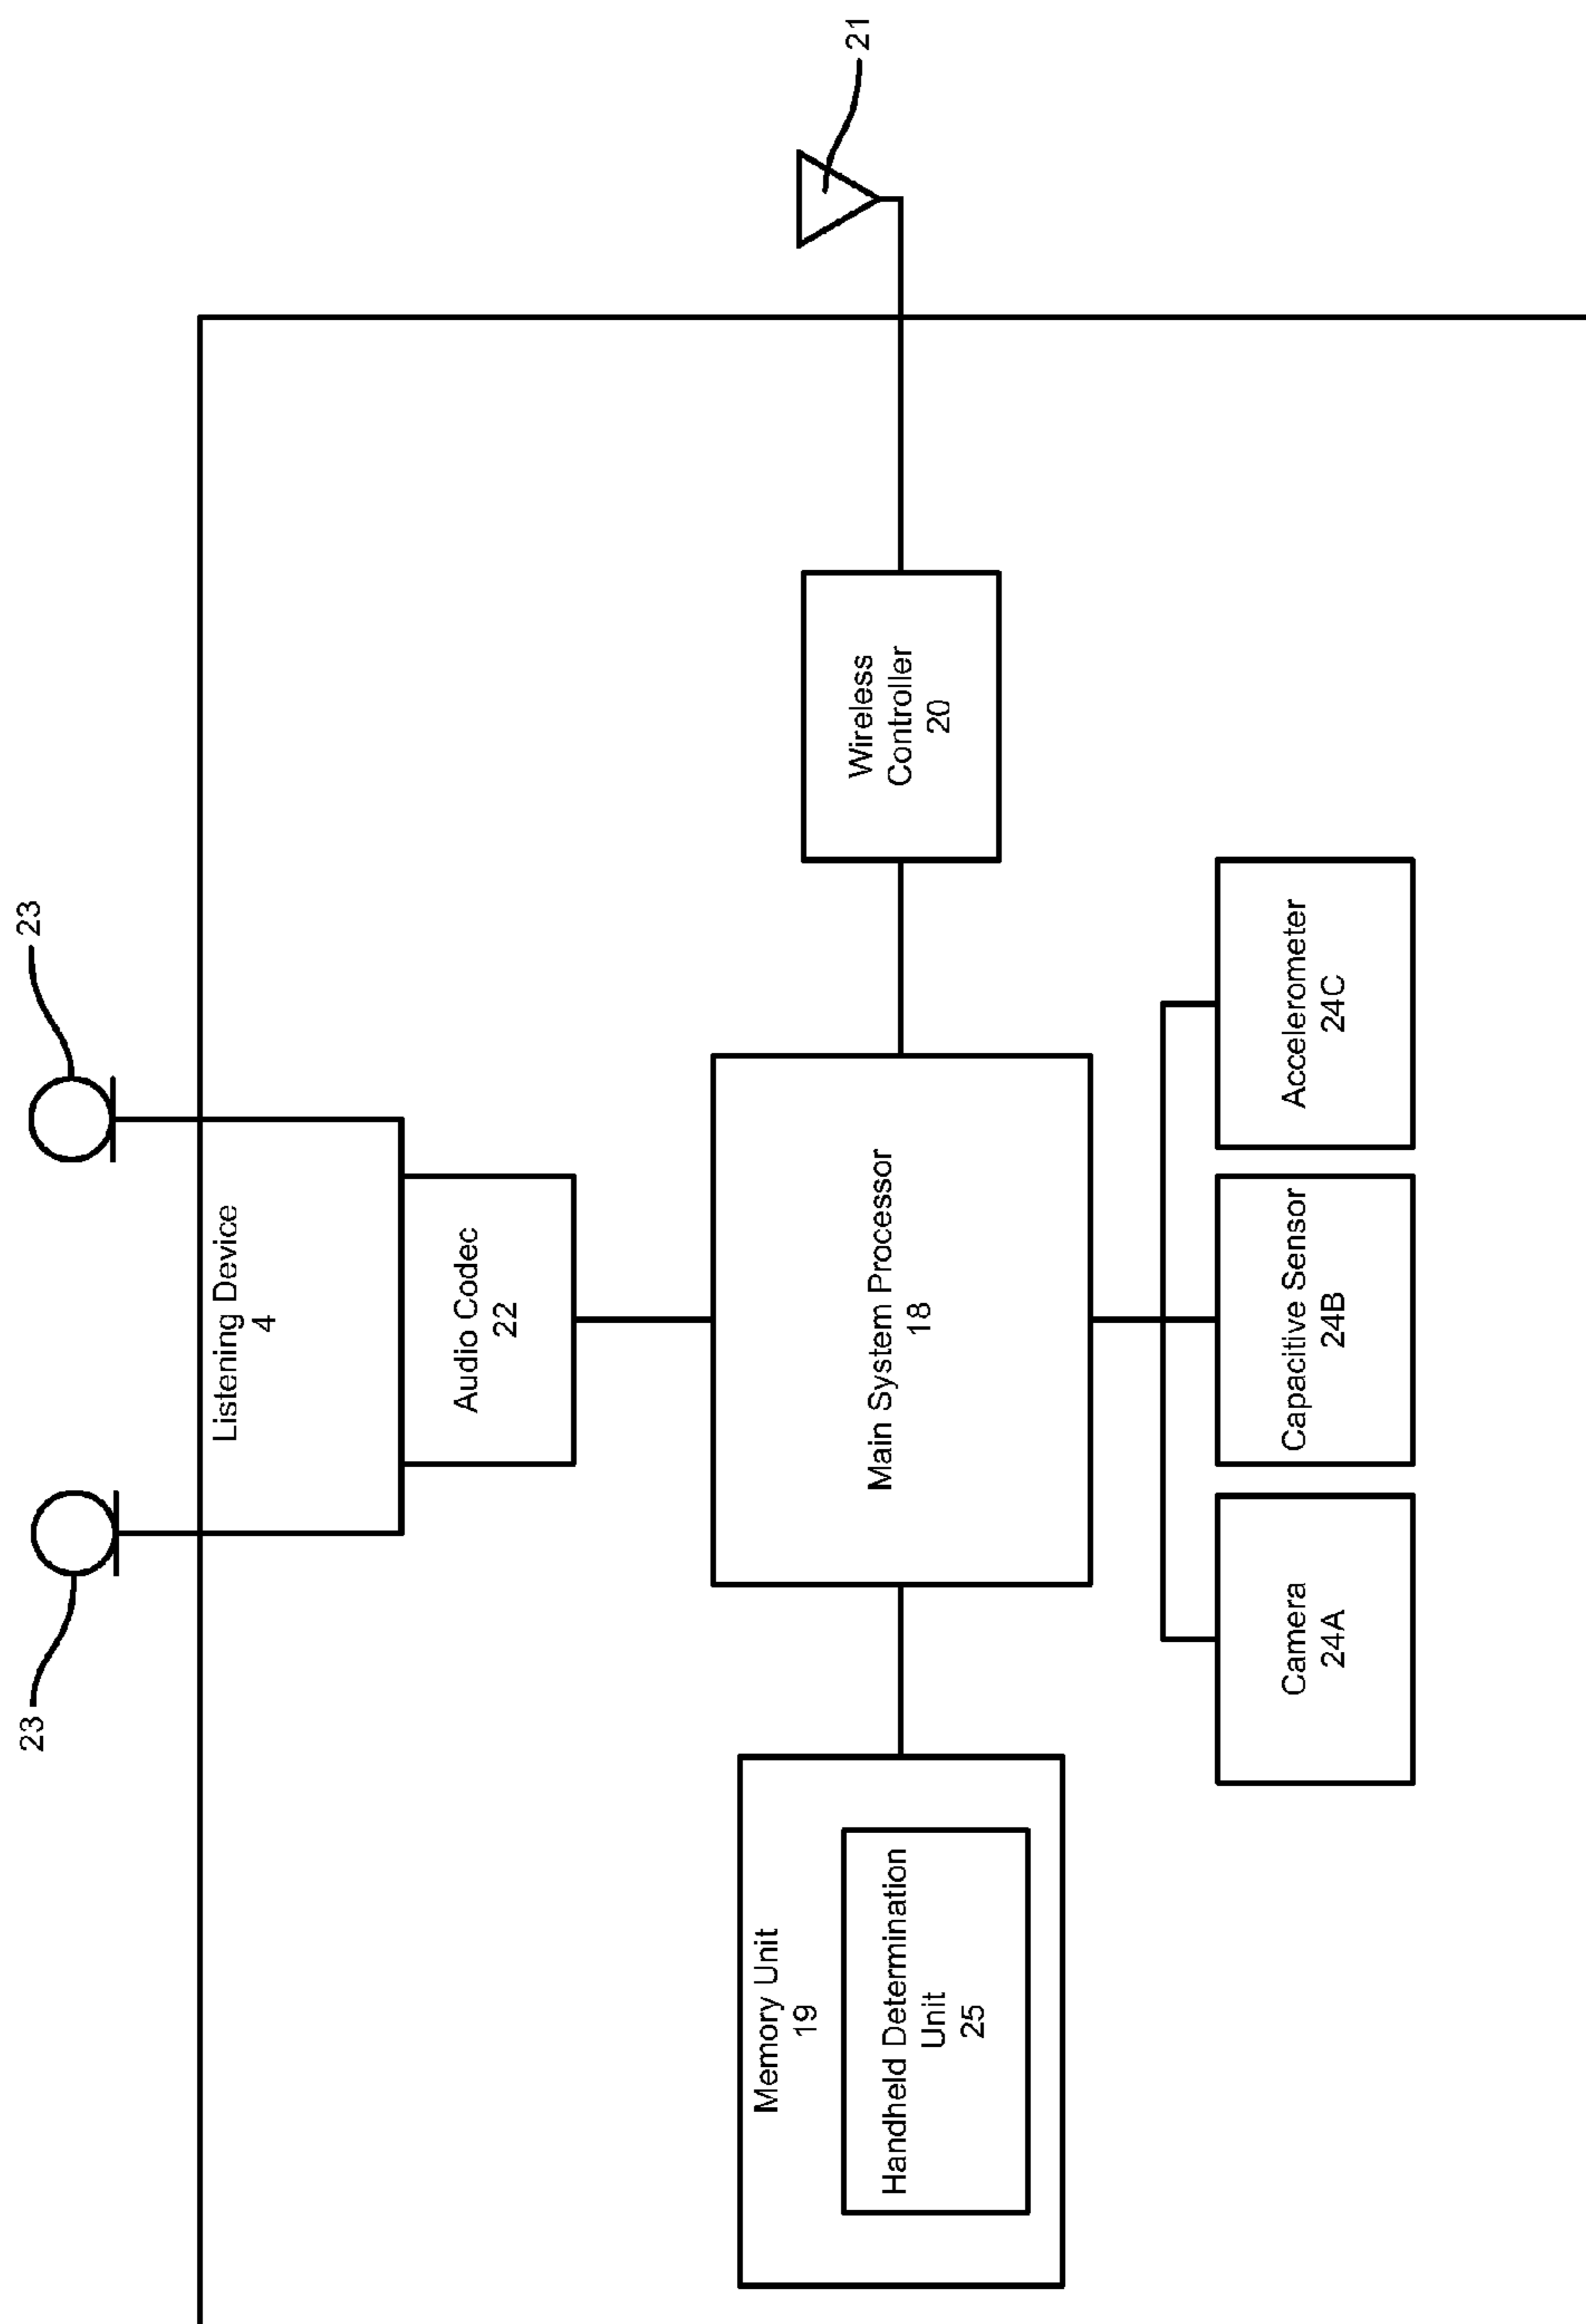 23
23
Listening Device
4
21
Audio Codec
22
Memory Unit
19
Handheld Determination
Unit
25
Main System Processor
18
Wireless
Controller
20
Camera
24A
Capacitive Sensor
24B
Accelerometer
24C